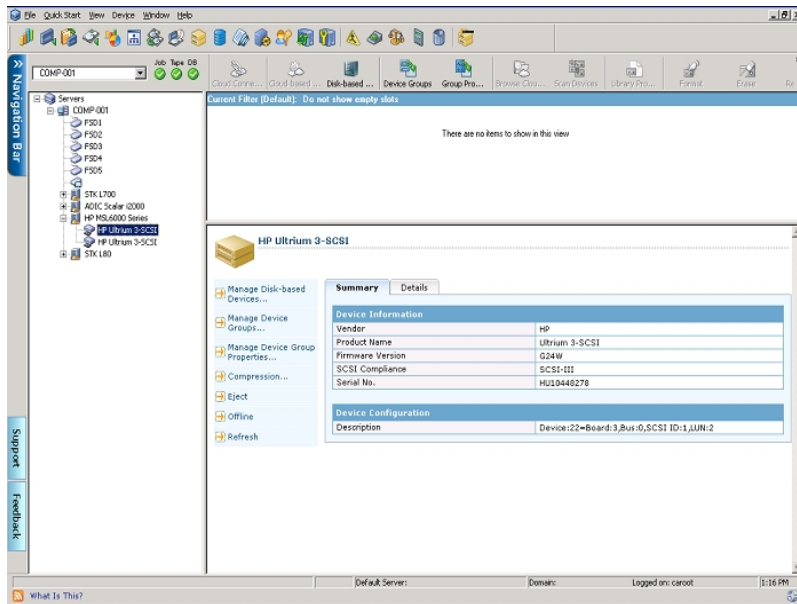 File Quick Start View Device Window Help
COMP-001
Job Tape DB
Cloud Conne... Cloud-based ... Disk-based ... Device Groups Group Pro... Browse Clou... Scan Devices Library Pro... Format Erase Re
» Navigation Bar
Servers
COMP-001
FSD1
FSD2
FSD3
FSD4
FSD5
STK L700
ADIC Scalar i2000
HP MSL6000 Series
HP Ultrium 3-SCSI
HP Ultrium 3-SCSI
STK L80
Support
Feedback
Current Filter [Default]: Do not show empty slots
There are no items to show in this view
HP Ultrium 3-SCSI
Manage Disk-based
Devices...
Manage Device
Groups...
Manage Device Group
Properties...
Compression...
Eject
Offline
Refresh
Summary Details
Device Information
Vendor HP
Product Name Ultrium 3-SCSI
Firmware Version G24W
SCSI Compliance SCSI-III
Serial No. HU10448278
Device Configuration
Description Device:22=Board:3,Bus:0,SCSI ID:1,LUN:2
Default Server: Domain: Logged on: caroot 1:16 PM
What Is This?